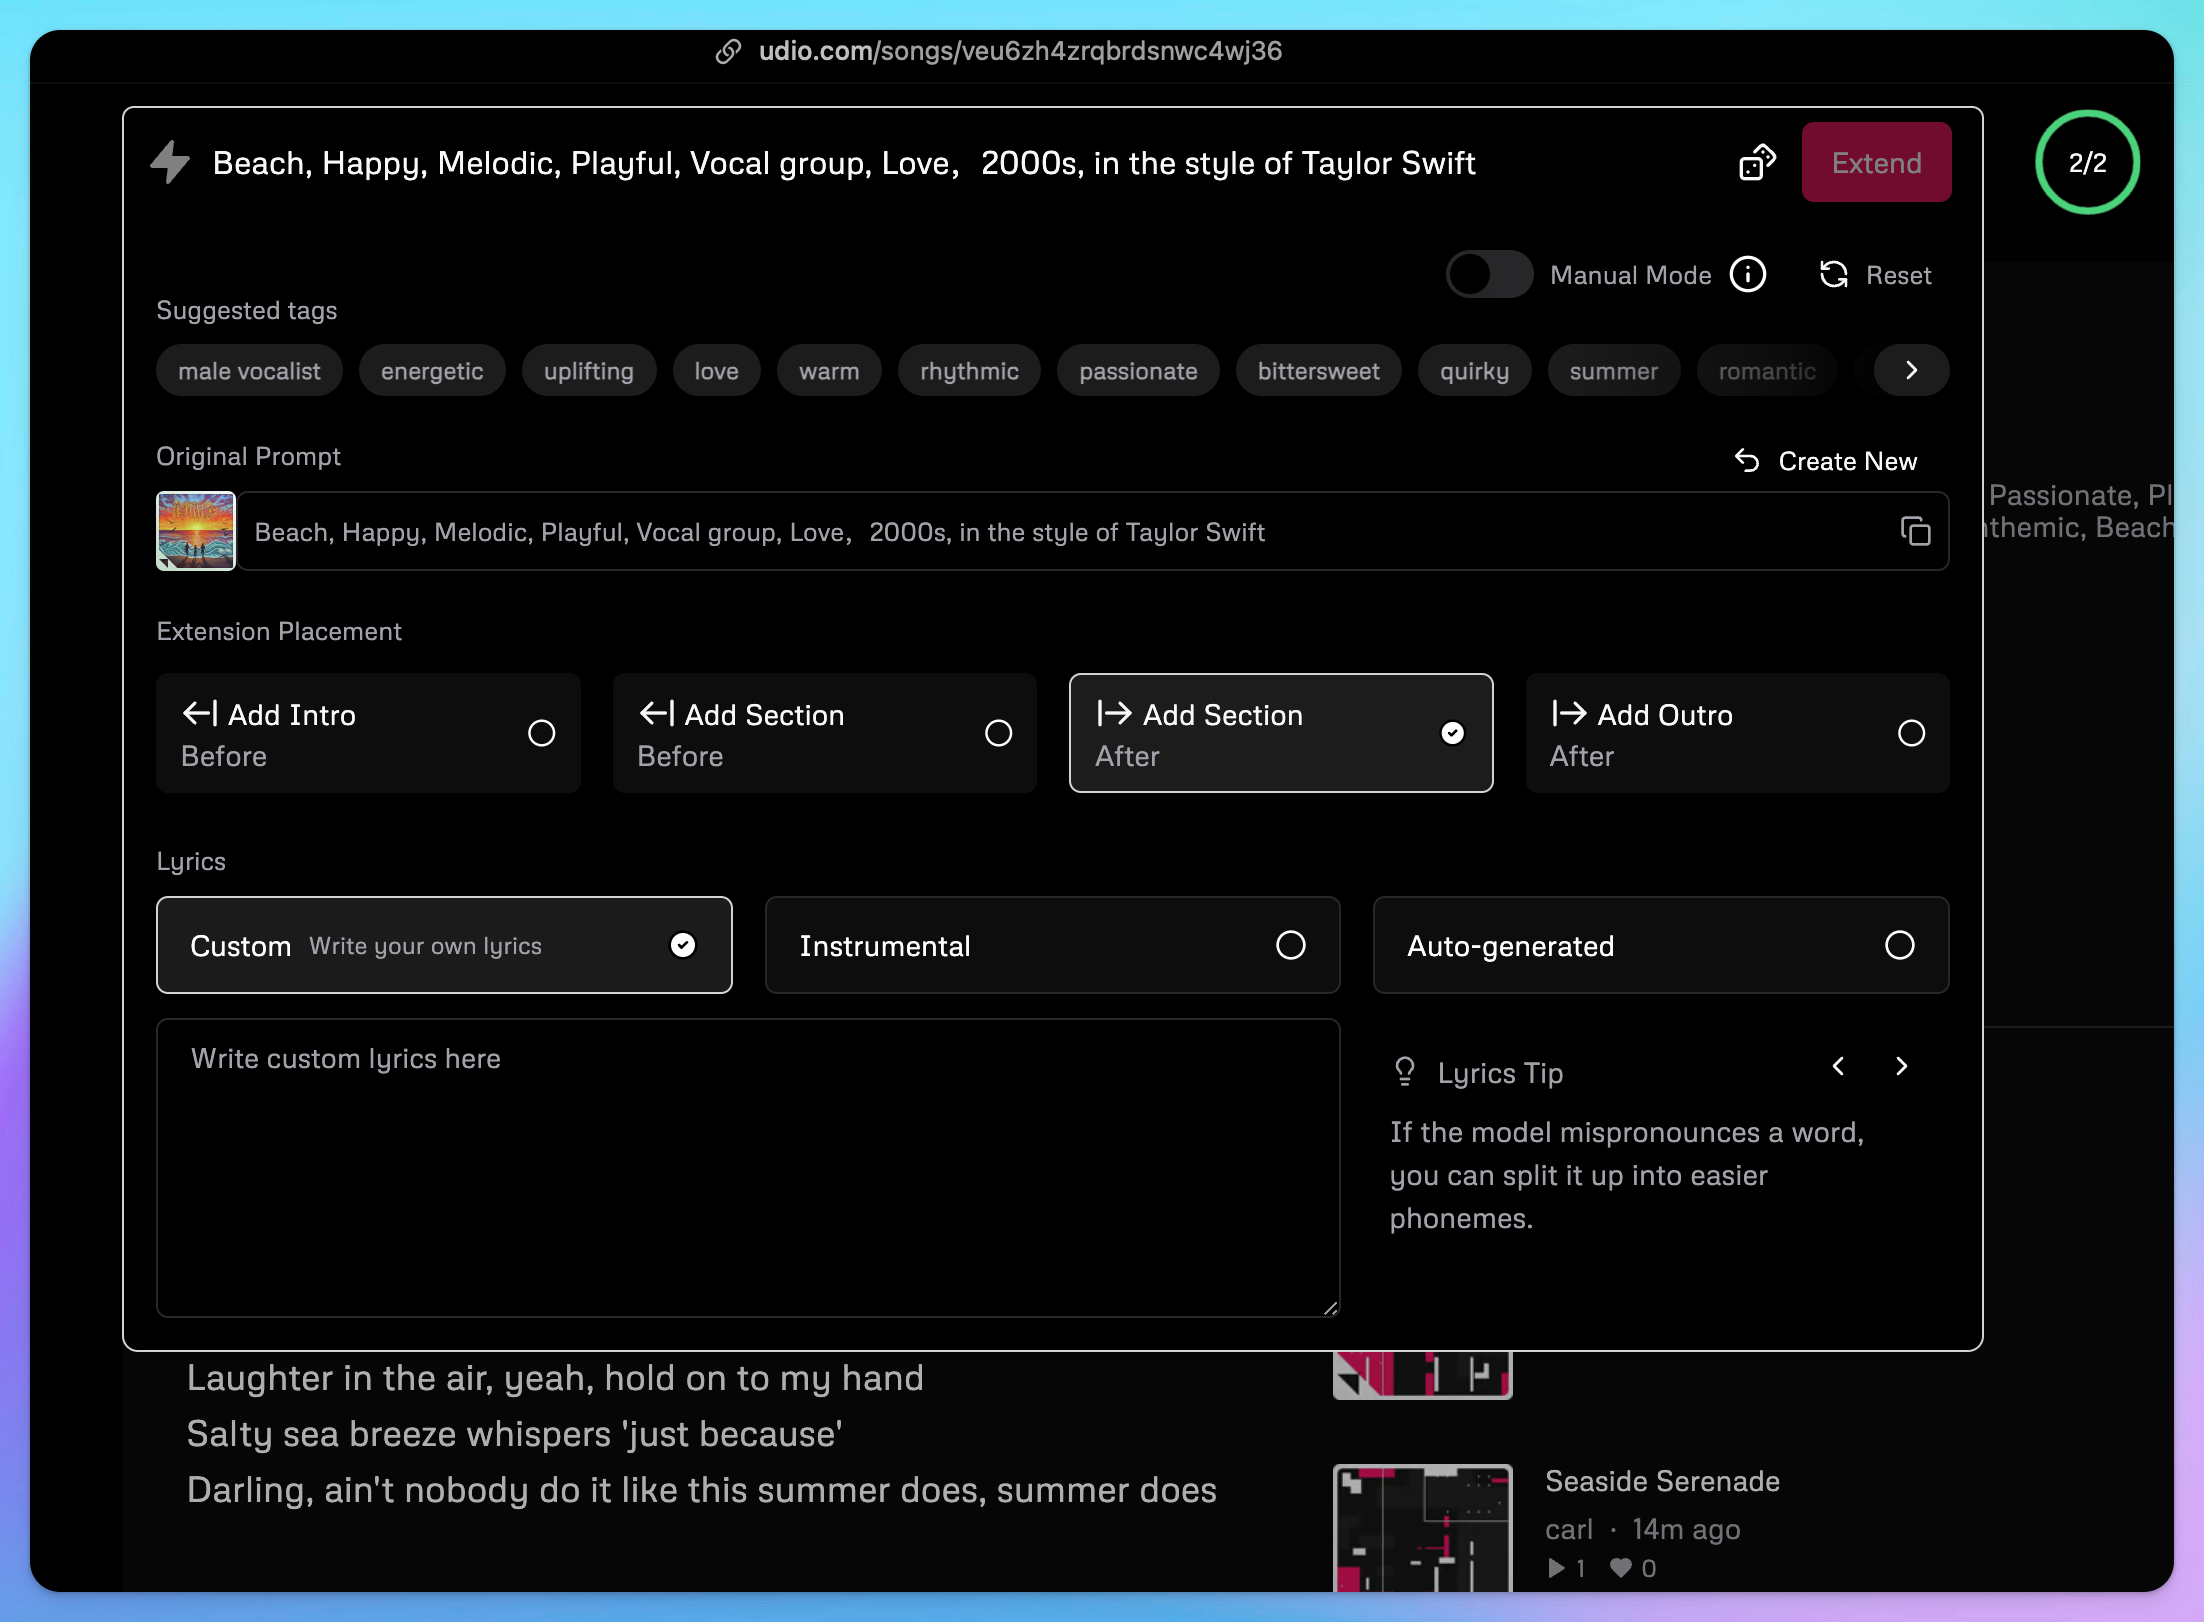 udio.com/songs/veu6zh4zrqbrdsnwc4wj36
Beach, Happy, Melodic, Playful, Vocal group, Love，2000s, in the style of Taylor Swift
Extend
2/2
Manual Mode
Reset
Suggested tags
male vocalist
energetic
uplifting
love
warm
rhythmic
passionate
bittersweet
quirky
summer
romantic
Original Prompt
Create New
Beach, Happy, Melodic, Playful, Vocal group, Love，2000s, in the style of Taylor Swift
Passionate, Pl
themic, Beach
Extension Placement
Add Intro
Before
Add Section
Before
Add Section
After
Add Outro
After
Lyrics
Custom Write your own lyrics
Instrumental
Auto-generated
Write custom lyrics here
Lyrics Tip
If the model mispronounces a word,
you can split it up into easier
phonemes.
Laughter in the air, yeah, hold on to my hand
Salty sea breeze whispers 'just because'
Darling, ain't nobody do it like this summer does, summer does
Seaside Serenade
carl · 14m ago
1 0